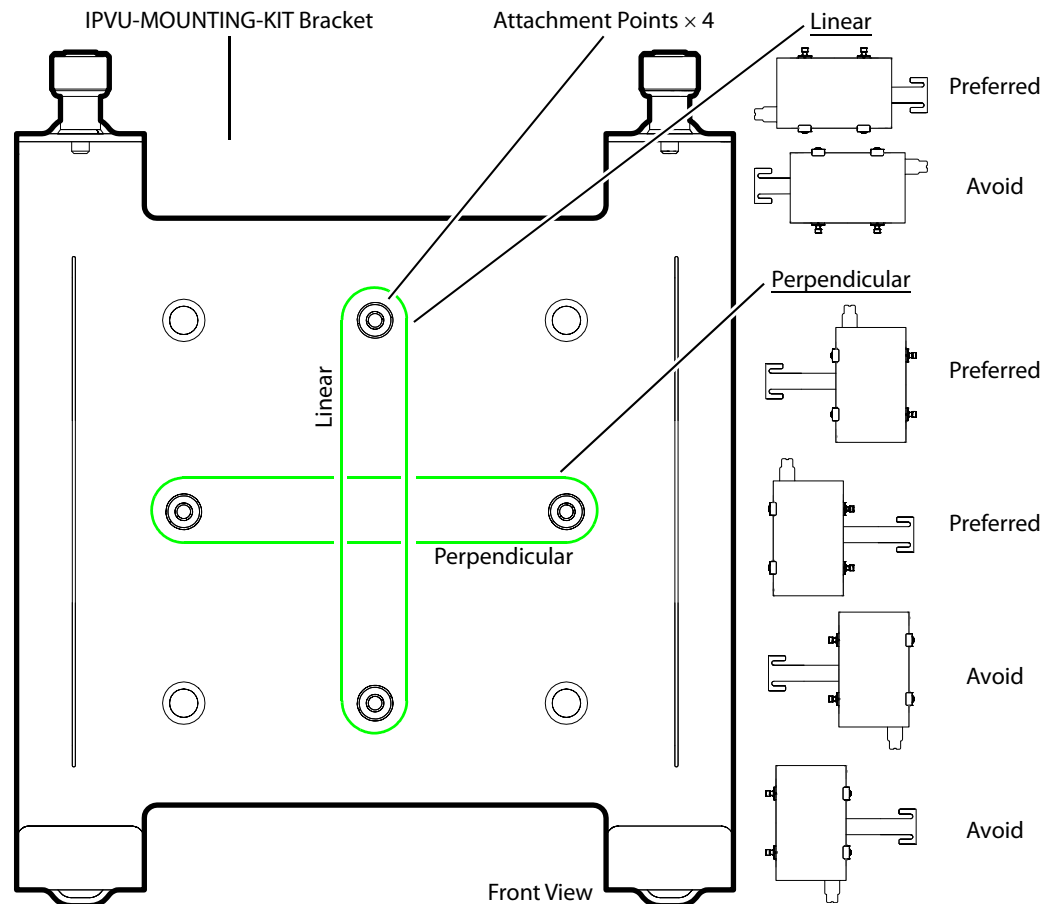 IPVU-MOUNTING-KIT Bracket
Attachment Points × 4
Linear
Preferred
Avoid
Perpendicular
Preferred
Linear
Preferred
Perpendicular
Avoid
Avoid
Front View